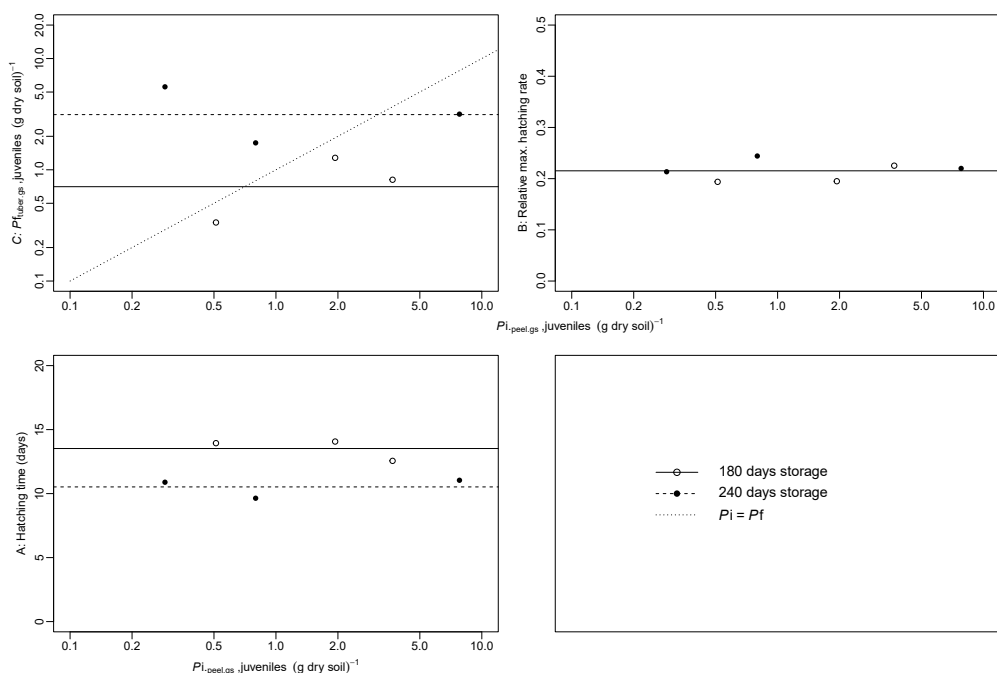 C: Pf_tuber.gs ,juveniles (g dry soil)⁻¹
20.0
10.0
5.0
2.0
1.0
0.5
0.2
0.1
0.1 0.2 0.5 1.0 2.0 5.0 10.0
B: Relative max. hatching rate
0.5
0.4
0.3
0.2
0.1
0.0
0.1 0.2 0.5 1.0 2.0 5.0 10.0
Pi._peel.gs ,juveniles (g dry soil)⁻¹
A: Hatching time (days)
20
15
10
5
0
0.1 0.2 0.5 1.0 2.0 5.0 10.0
Pi._peel.gs ,juveniles (g dry soil)⁻¹
180 days storage
240 days storage
Pi = Pf